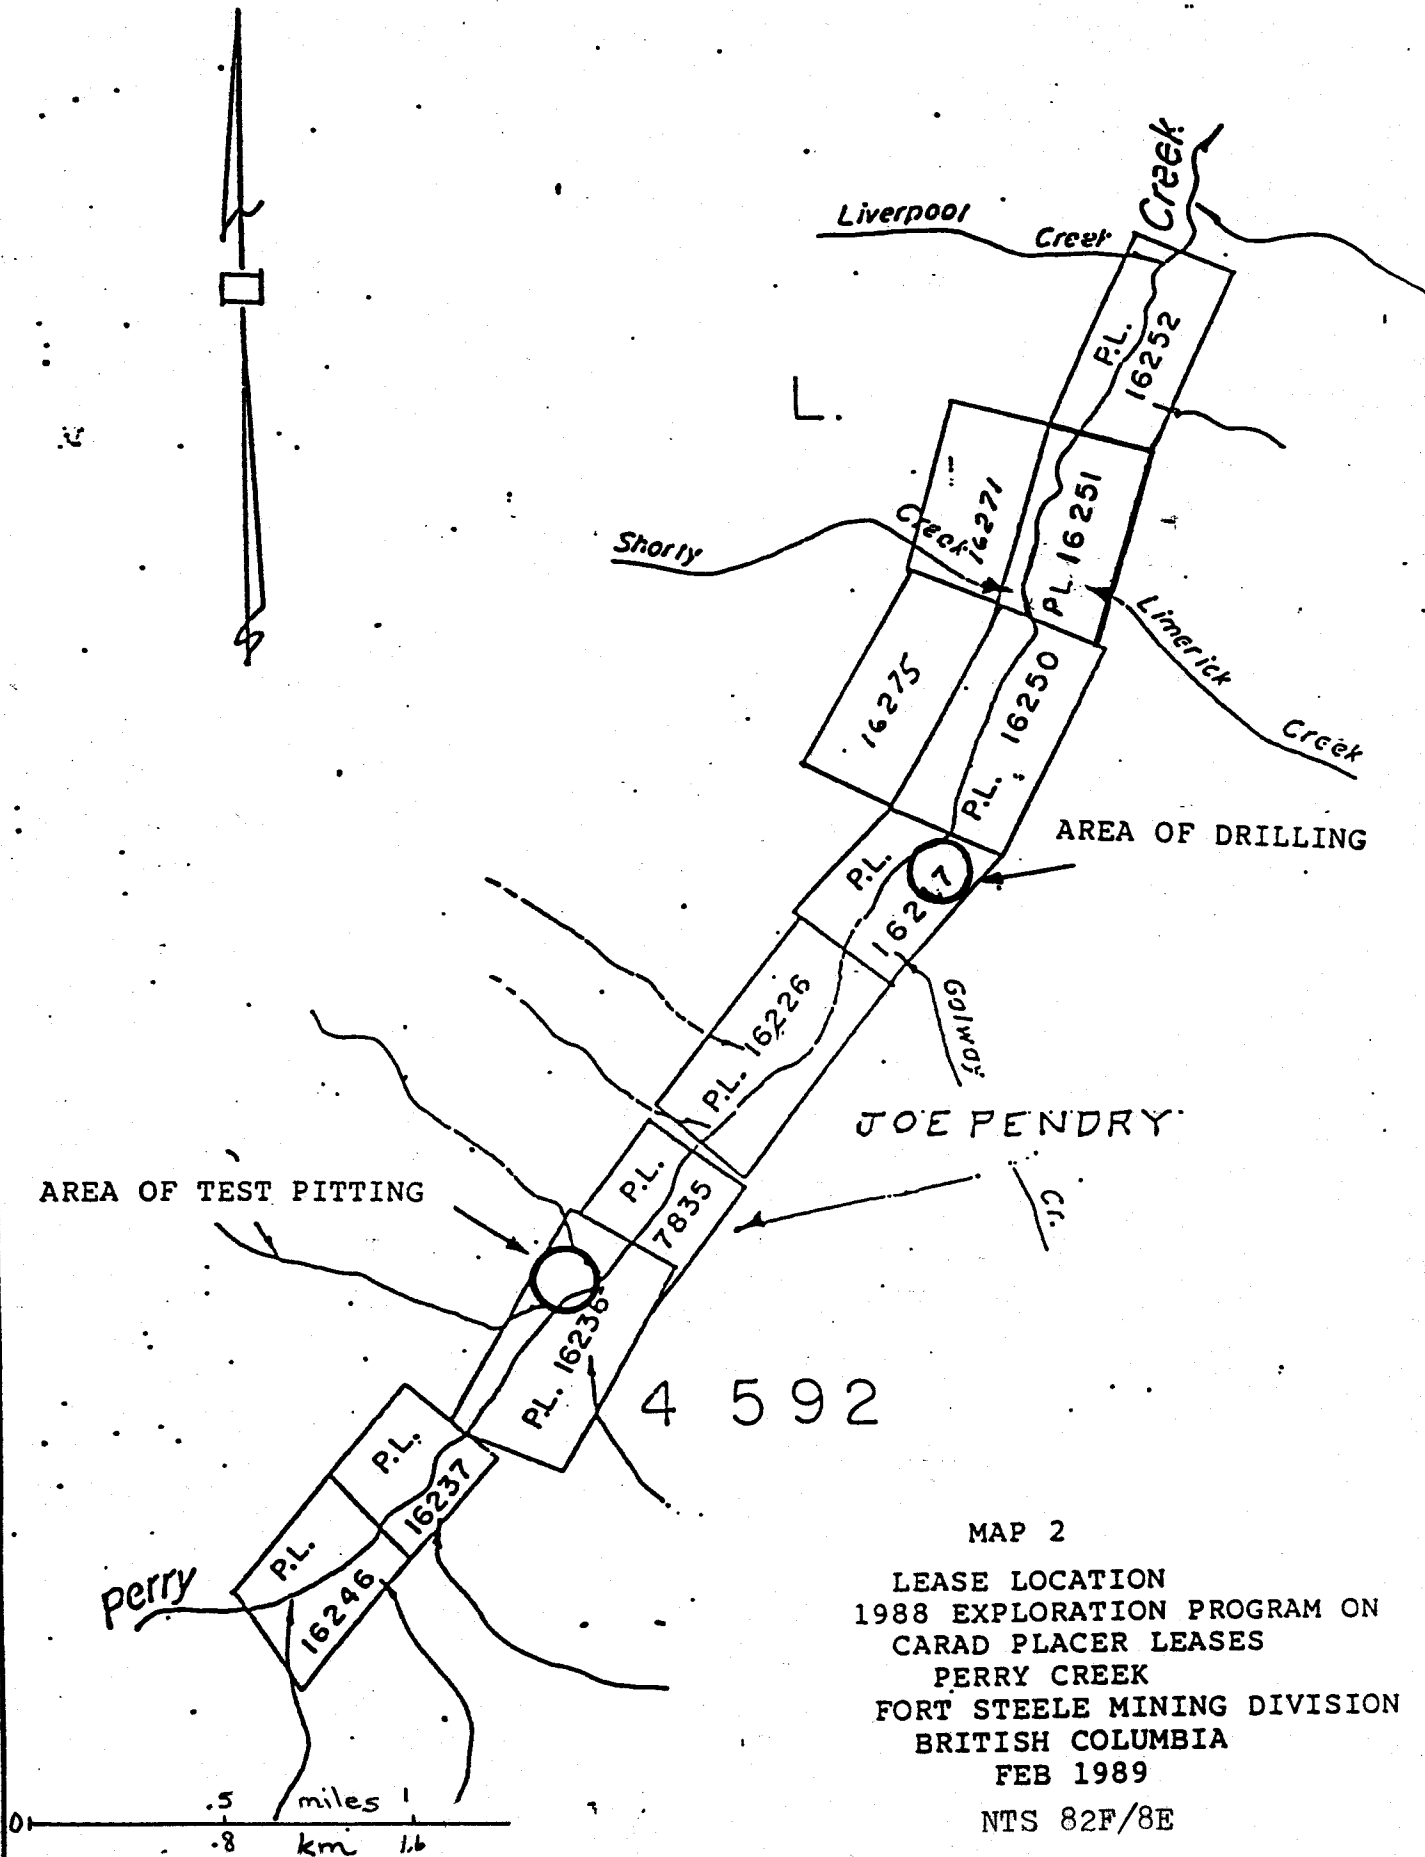 Creek
Liverpool Creek
P.L. 16252
L.
16271
P.L. 16251
Shorty Creek
Limerick Creek
16275
P.L. 16250
AREA OF DRILLING
P.L.
P.L. 16226
Galway Cr.
JOE PENDRY
P.L. 7835
AREA OF TEST PITTING
P.L. 16236
4 592
P.L. 16237
P.L. 16246
Perry
MAP 2
LEASE LOCATION
1988 EXPLORATION PROGRAM ON
CARAD PLACER LEASES
PERRY CREEK
FORT STEELE MINING DIVISION
BRITISH COLUMBIA
FEB 1989
NTS 82F/8E
0 .5 miles 1
.8 km 1.6